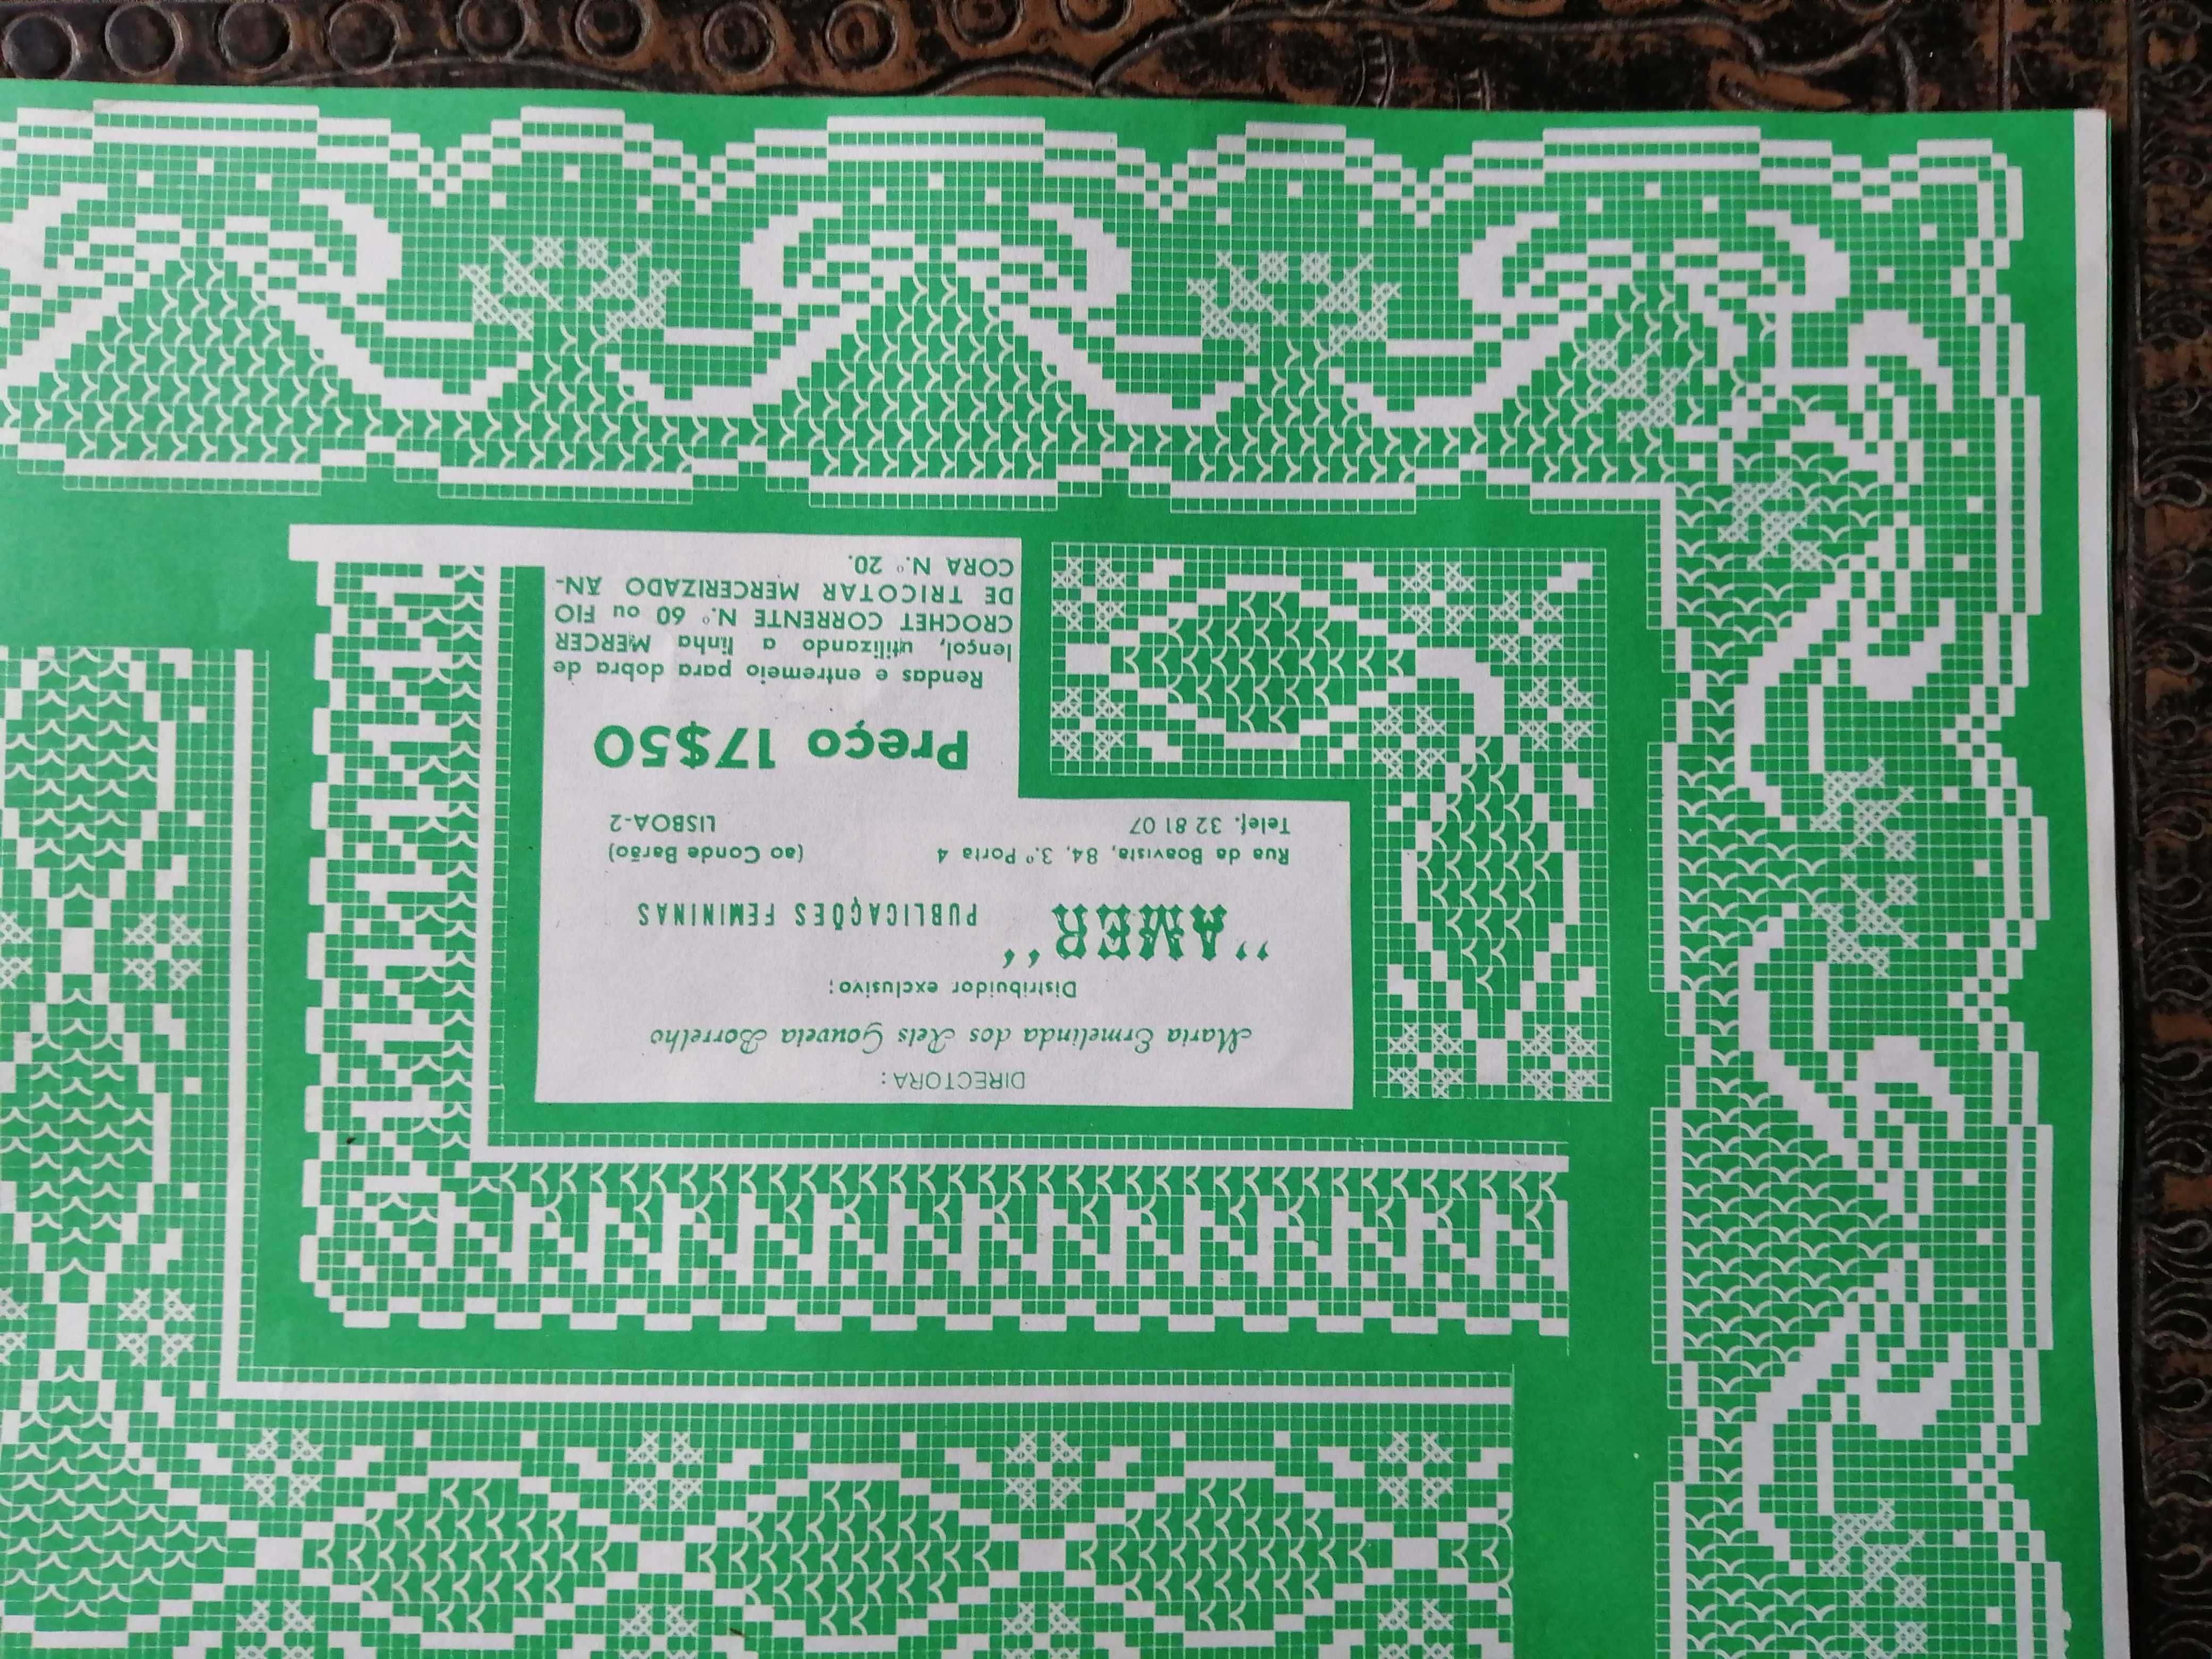 DIRECTORA:
Maria Ermelinda dos Reis Gouveia Borrelho
Distribuidor exclusivo;
"AMER" PUBLICAÇÕES FEMININAS
Rua da Boavista, 84, 3.º Porta 4 (ao Conde Barão)
Telef. 32 81 07 LISBOA-2
Preço 17$50
Rendas e entremeio para dobra de
lençol, utilizando a linha MERCER
CROCHET CORRENTE N.º 60 ou FIO
DE TRICOTAR MERCERIZADO ÂN-
CORA N.º 20.